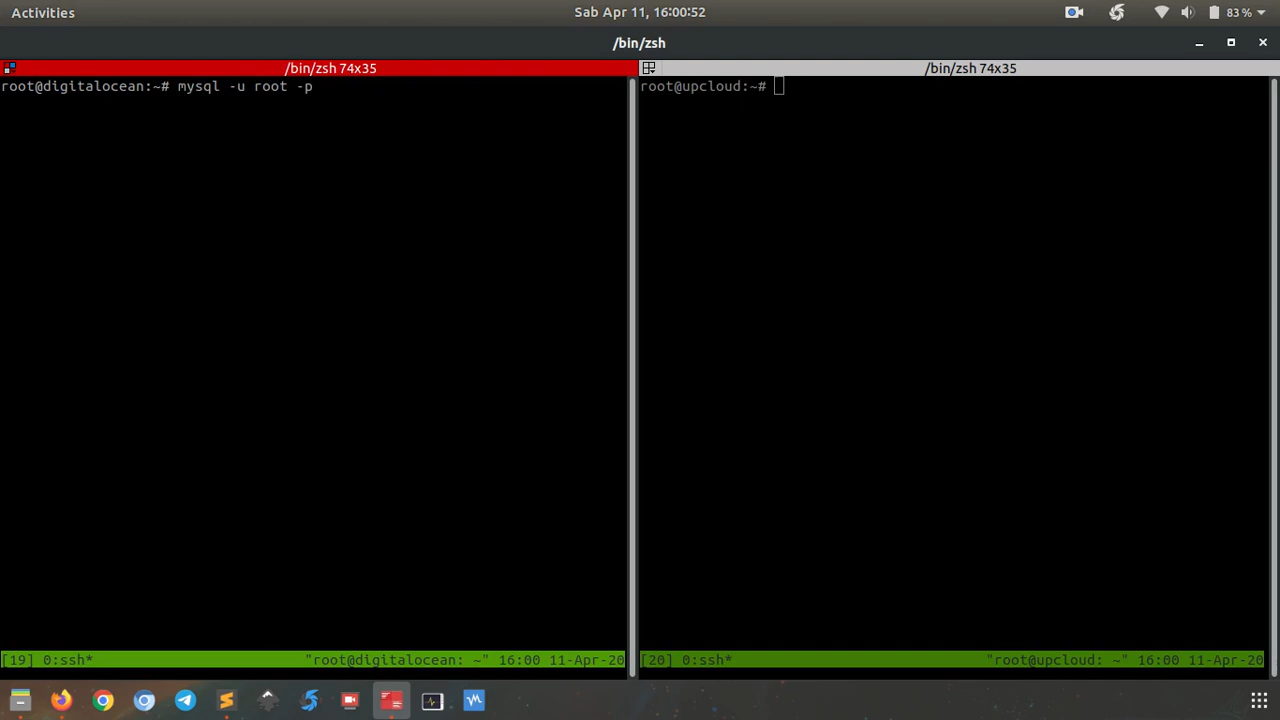 Activities
Sab Apr 11, 16:00:52
83 %
/bin/zsh
/bin/zsh 74x35
root@digitalocean:~# mysql -u root -p
[19] 0:ssh* "root@digitalocean: ~" 16:00 11-Apr-20
/bin/zsh 74x35
root@upcloud:~#
[20] 0:ssh* "root@upcloud: ~" 16:00 11-Apr-20